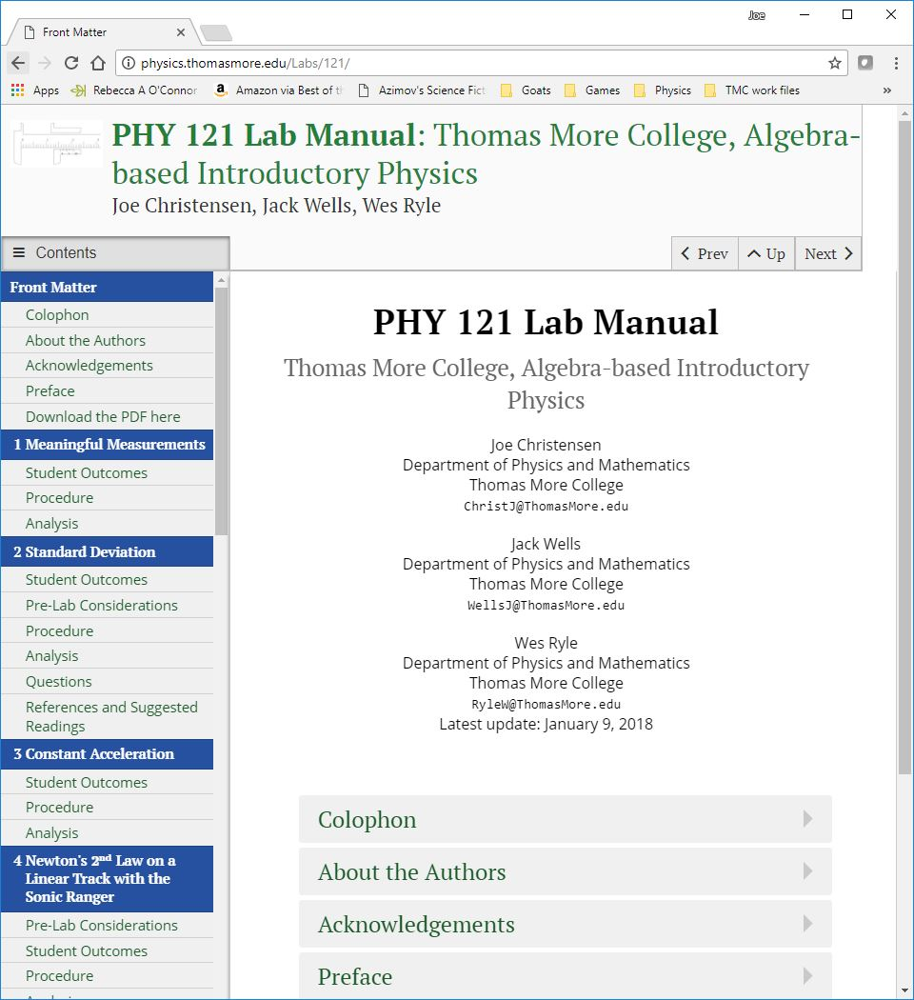 Joe
Front Matter
physics.thomasmore.edu/Labs/121/
Apps Rebecca A O'Connor Amazon via Best of Azimov's Science Fict Goats Games Physics TMC work files »
PHY 121 Lab Manual: Thomas More College, Algebra-
based Introductory Physics
Joe Christensen, Jack Wells, Wes Ryle
Contents
Prev Up Next
Front Matter
Colophon
About the Authors
Acknowledgements
Preface
Download the PDF here
1 Meaningful Measurements
Student Outcomes
Procedure
Analysis
2 Standard Deviation
Student Outcomes
Pre-Lab Considerations
Procedure
Analysis
Questions
References and Suggested
Readings
3 Constant Acceleration
Student Outcomes
Procedure
Analysis
4 Newton's 2nd Law on a
Linear Track with the
Sonic Ranger
Pre-Lab Considerations
Student Outcomes
Procedure
PHY 121 Lab Manual
Thomas More College, Algebra-based Introductory
Physics
Joe Christensen
Department of Physics and Mathematics
Thomas More College
ChristJ@ThomasMore.edu
Jack Wells
Department of Physics and Mathematics
Thomas More College
WellsJ@ThomasMore.edu
Wes Ryle
Department of Physics and Mathematics
Thomas More College
RyleW@ThomasMore.edu
Latest update: January 9, 2018
Colophon
About the Authors
Acknowledgements
Preface